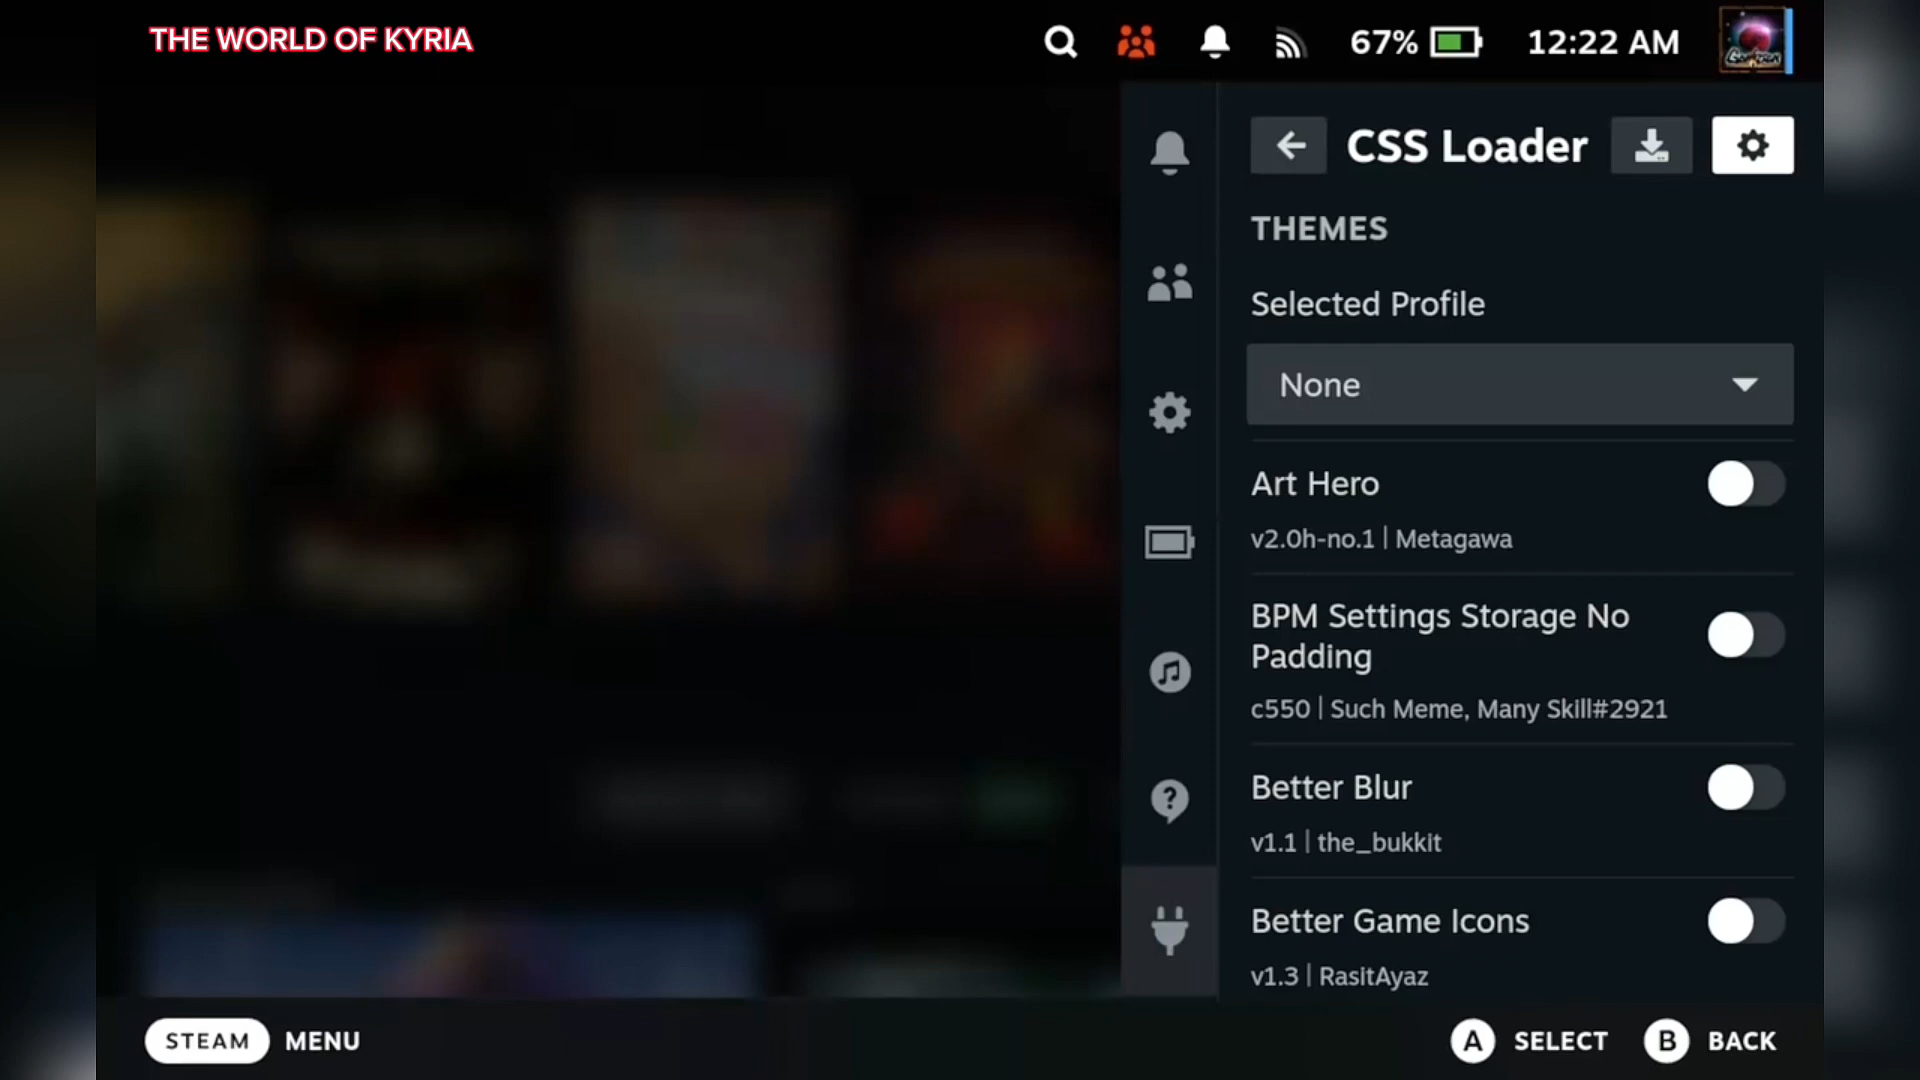 THE WORLD OF KYRIA
67%
12:22 AM
CSS Loader
THEMES
Selected Profile
None
Art Hero
v2.0h-no.1 | Metagawa
BPM Settings Storage No
Padding
c550 | Such Meme, Many Skill#2921
Better Blur
v1.1 | the_bukkit
Better Game Icons
v1.3 | RasitAyaz
STEAM MENU
A SELECT B BACK